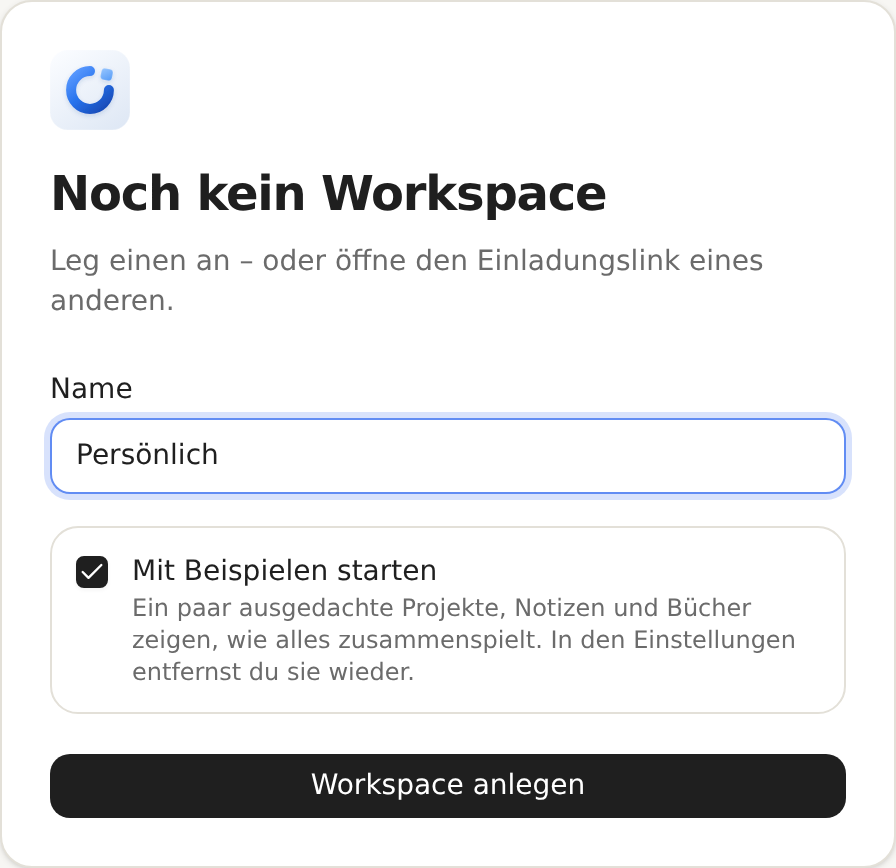 Noch kein Workspace
Leg einen an – oder öffne den Einladungslink eines
anderen.
Name
Persönlich
Mit Beispielen starten
Ein paar ausgedachte Projekte, Notizen und Bücher
zeigen, wie alles zusammenspielt. In den Einstellungen
entfernst du sie wieder.
Workspace anlegen